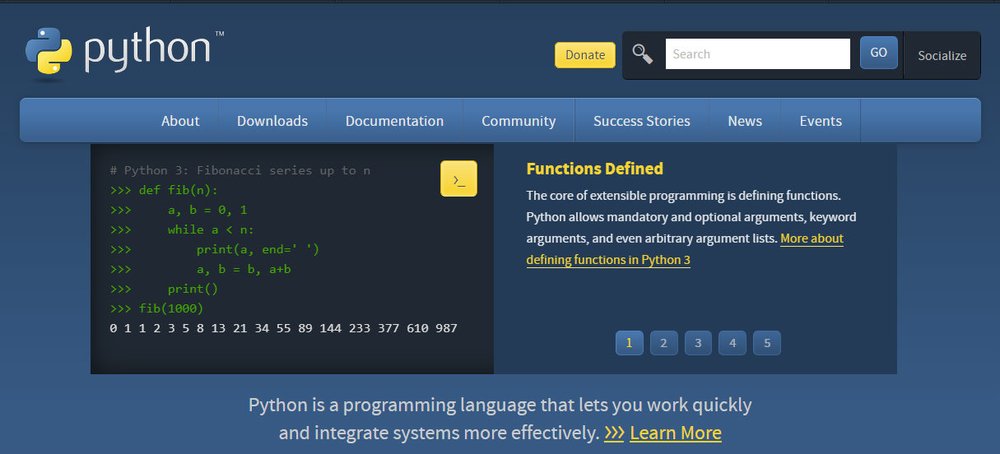 python™
Donate
Search
GO
Socialize
About
Downloads
Documentation
Community
Success Stories
News
Events
# Python 3: Fibonacci series up to n
>>> def fib(n):
>>>     a, b = 0, 1
>>>     while a < n:
>>>         print(a, end=' ')
>>>         a, b = b, a+b
>>>     print()
>>> fib(1000)
0 1 1 2 3 5 8 13 21 34 55 89 144 233 377 610 987
>_
Functions Defined
The core of extensible programming is defining functions.
Python allows mandatory and optional arguments, keyword
arguments, and even arbitrary argument lists. More about
defining functions in Python 3
1 2 3 4 5
Python is a programming language that lets you work quickly
and integrate systems more effectively. >>> Learn More